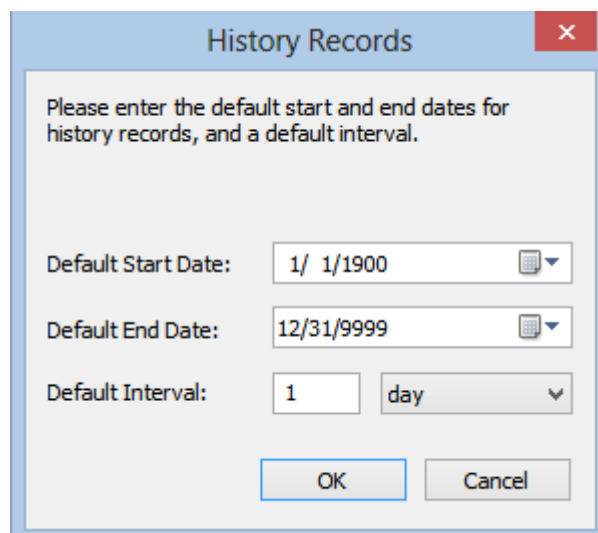 History Records
Please enter the default start and end dates for
history records, and a default interval.
Default Start Date: 1/ 1/1900
Default End Date: 12/31/9999
Default Interval: 1 day
OK Cancel